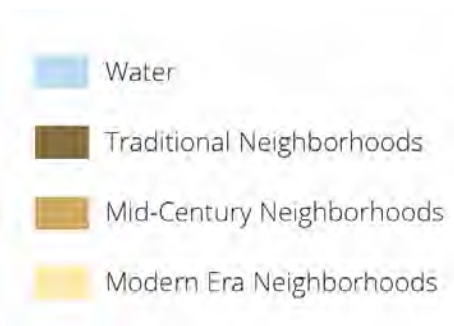 Water
Traditional Neighborhoods
Mid-Century Neighborhoods
Modern Era Neighborhoods